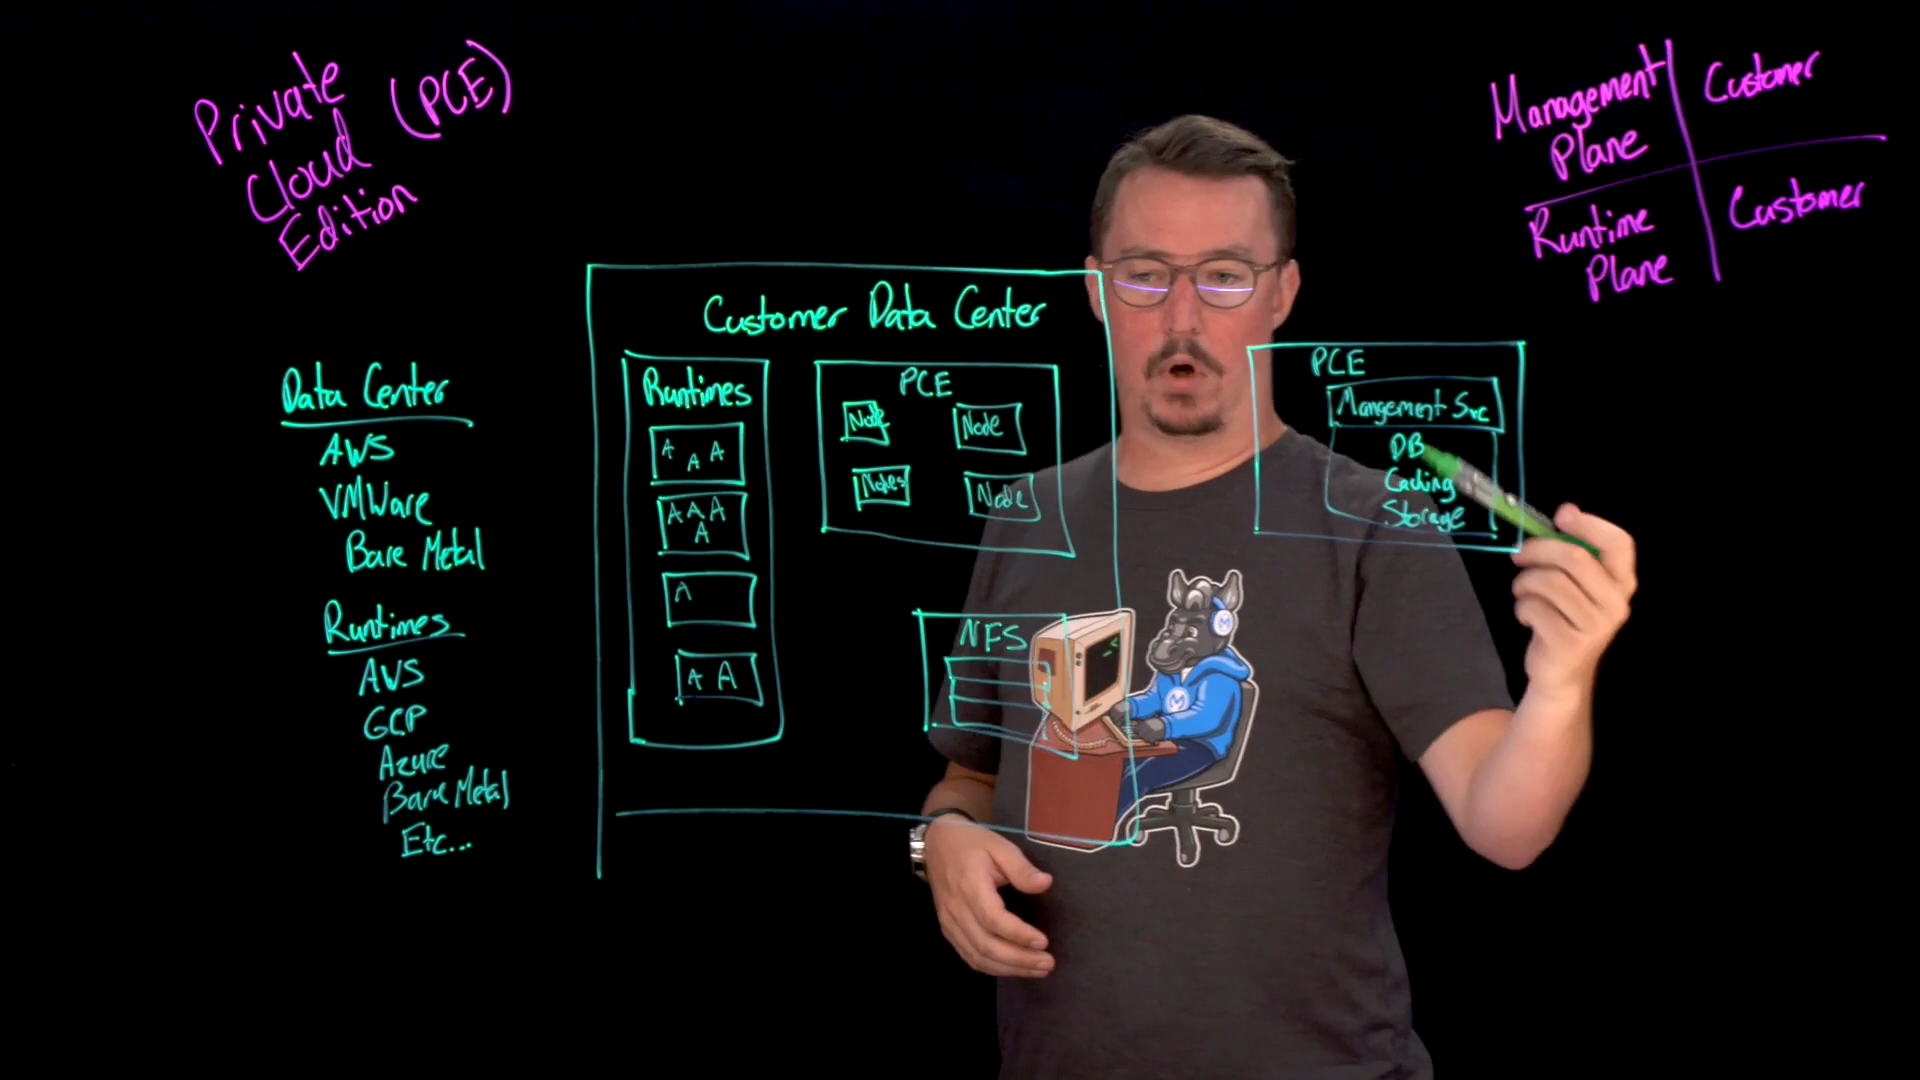 Private
Cloud (PCE)
Edition
Management
Plane
Customer
Runtime
Plane
Customer
Data Center
AWS
VMWare
Bare Metal
Runtimes
AWS
GCP
Azure
Bare Metal
Etc...
Customer Data Center
Runtimes
A A A
A A A
A
A
A A
PCE
Node
Node
Nodes
Node
NFS
PCE
Mangement Svc
DB
Caching
Storage
M
M